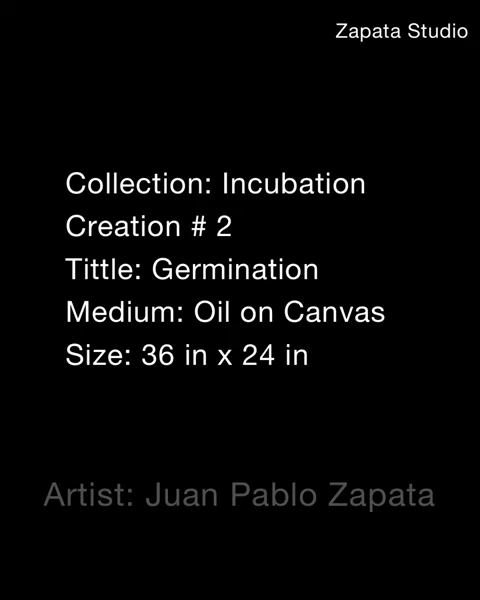 Zapata Studio
Collection: Incubation
Creation # 2
Tittle: Germination
Medium: Oil on Canvas
Size: 36 in x 24 in
Artist: Juan Pablo Zapata